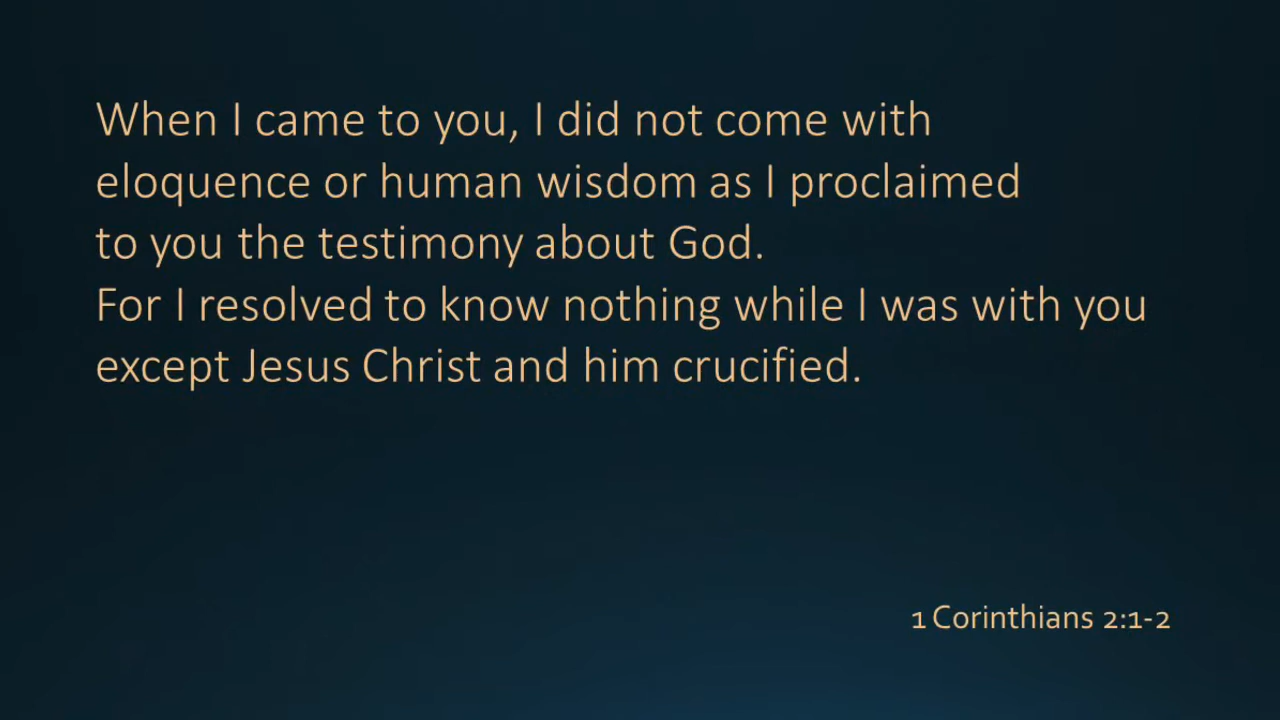 When I came to you, I did not come with
eloquence or human wisdom as I proclaimed
to you the testimony about God.
For I resolved to know nothing while I was with you
except Jesus Christ and him crucified.
1 Corinthians 2:1-2